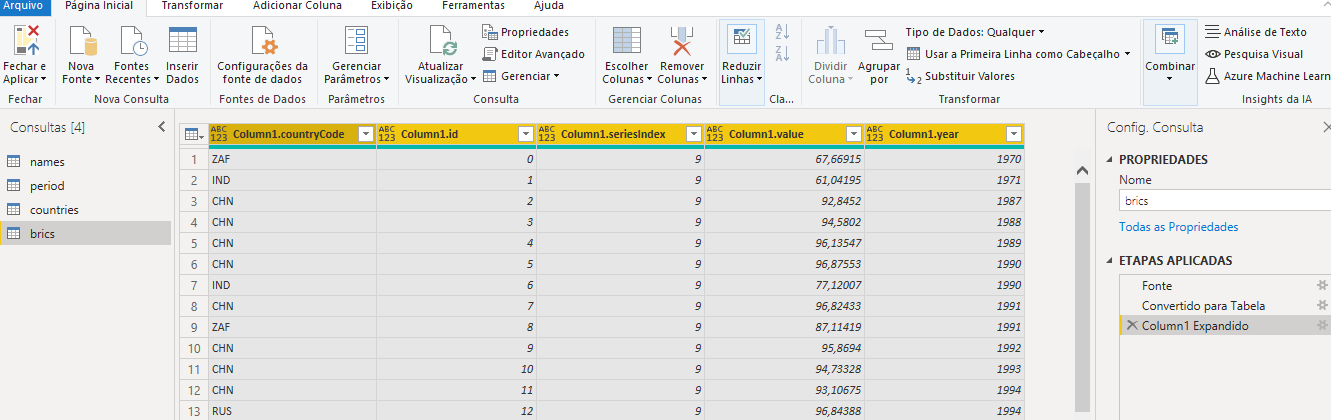 Arquivo Página Inicial Transformar Adicionar Coluna Exibição Ferramentas Ajuda
Fechar e Aplicar
Fechar
Nova Fonte
Fontes Recentes
Inserir Dados
Nova Consulta
Configurações da fonte de dados
Fontes de Dados
Gerenciar Parâmetros
Parâmetros
Atualizar Visualização
Propriedades
Editor Avançado
Gerenciar
Consulta
Escolher Colunas
Remover Colunas
Gerenciar Colunas
Reduzir Linhas
Cla...
Dividir Coluna
Agrupar por
Tipo de Dados: Qualquer
Usar a Primeira Linha como Cabeçalho
Substituir Valores
Transformar
Combinar
Análise de Texto
Pesquisa Visual
Azure Machine Learn
Insights da IA
Consultas [4]
names
period
countries
brics
ABC 123 Column1.countryCode ABC 123 Column1.id ABC 123 Column1.seriesIndex ABC 123 Column1.value ABC 123 Column1.year
1 ZAF 0 9 67,66915 1970
2 IND 1 9 61,04195 1971
3 CHN 2 9 92,8452 1987
4 CHN 3 9 94,5802 1988
5 CHN 4 9 96,13547 1989
6 CHN 5 9 96,87553 1990
7 IND 6 9 77,12007 1990
8 CHN 7 9 96,82433 1991
9 ZAF 8 9 87,11419 1991
10 CHN 9 9 95,8694 1992
11 CHN 10 9 94,73328 1993
12 CHN 11 9 93,10675 1994
13 RUS 12 9 96,84388 1994
Config. Consulta
PROPRIEDADES
Nome
brics
Todas as Propriedades
ETAPAS APLICADAS
Fonte
Convertido para Tabela
Column1 Expandido